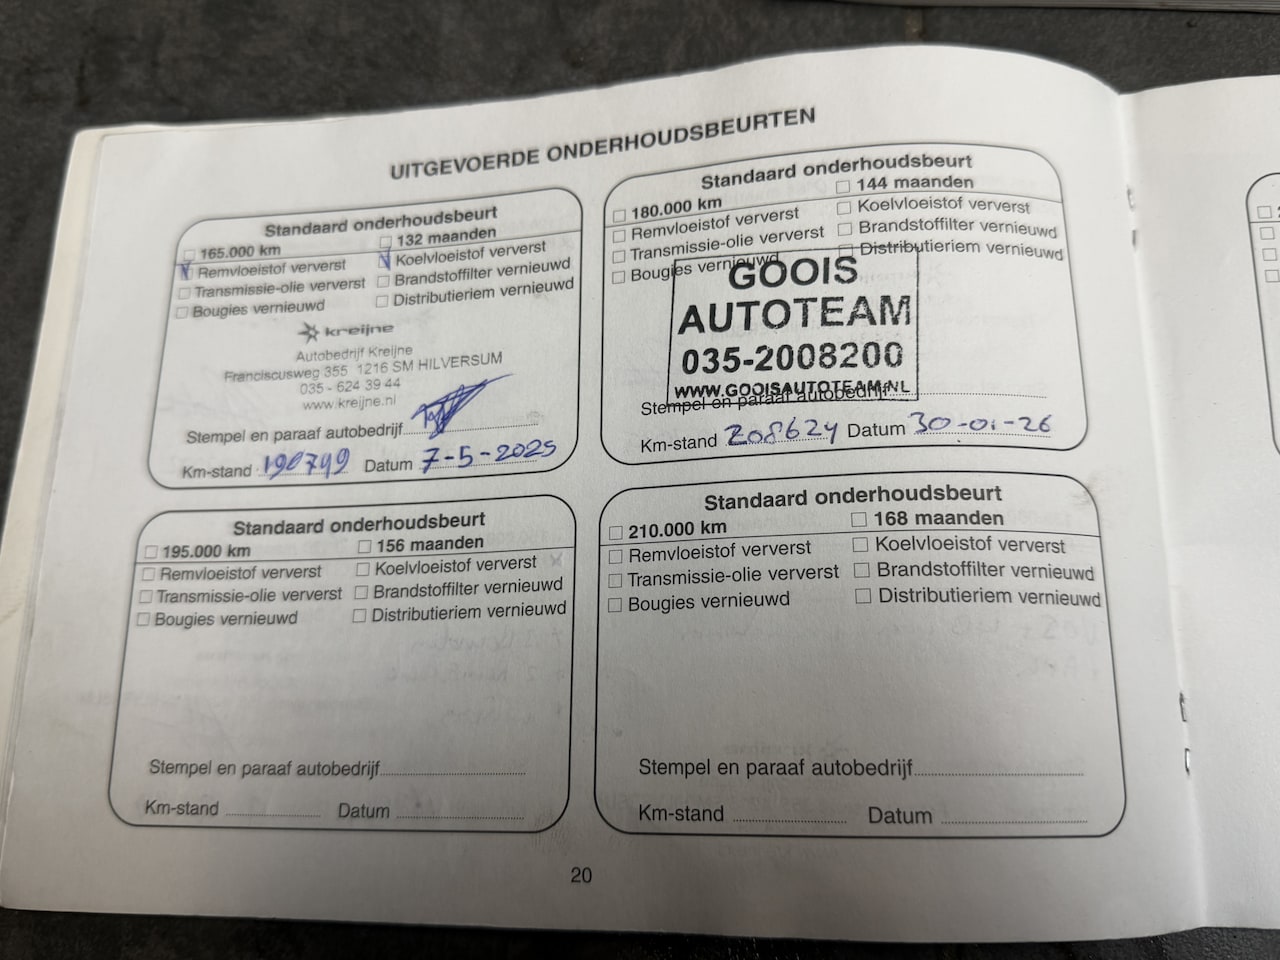 UITGEVOERDE ONDERHOUDSBEURTEN
Standaard onderhoudsbeurt
165.000 km 132 maanden
Remvloeistof ververst Koelvloeistof ververst
Transmissie-olie ververst Brandstoffilter vernieuwd
Bougies vernieuwd Distributieriem vernieuwd
kreijne
Autobedrijf Kreijne
Franciscusweg 355 1216 SM HILVERSUM
035 - 624 39 44
www.kreijne.nl
Stempel en paraaf autobedrijf
Km-stand 190749 Datum 7-5-2025
Standaard onderhoudsbeurt
180.000 km 144 maanden
Remvloeistof ververst Koelvloeistof ververst
Transmissie-olie ververst Brandstoffilter vernieuwd
Bougies vernieuwd Distributieriem vernieuwd
GOOIS
AUTOTEAM
035-2008200
WWW.GOOISAUTOTEAM.NL
Stempel en paraaf autobedrijf
Km-stand 208624 Datum 30-01-26
Standaard onderhoudsbeurt
195.000 km 156 maanden
Remvloeistof ververst Koelvloeistof ververst
Transmissie-olie ververst Brandstoffilter vernieuwd
Bougies vernieuwd Distributieriem vernieuwd
Stempel en paraaf autobedrijf
Km-stand Datum
Standaard onderhoudsbeurt
210.000 km 168 maanden
Remvloeistof ververst Koelvloeistof ververst
Transmissie-olie ververst Brandstoffilter vernieuwd
Bougies vernieuwd Distributieriem vernieuwd
Stempel en paraaf autobedrijf
Km-stand Datum
20